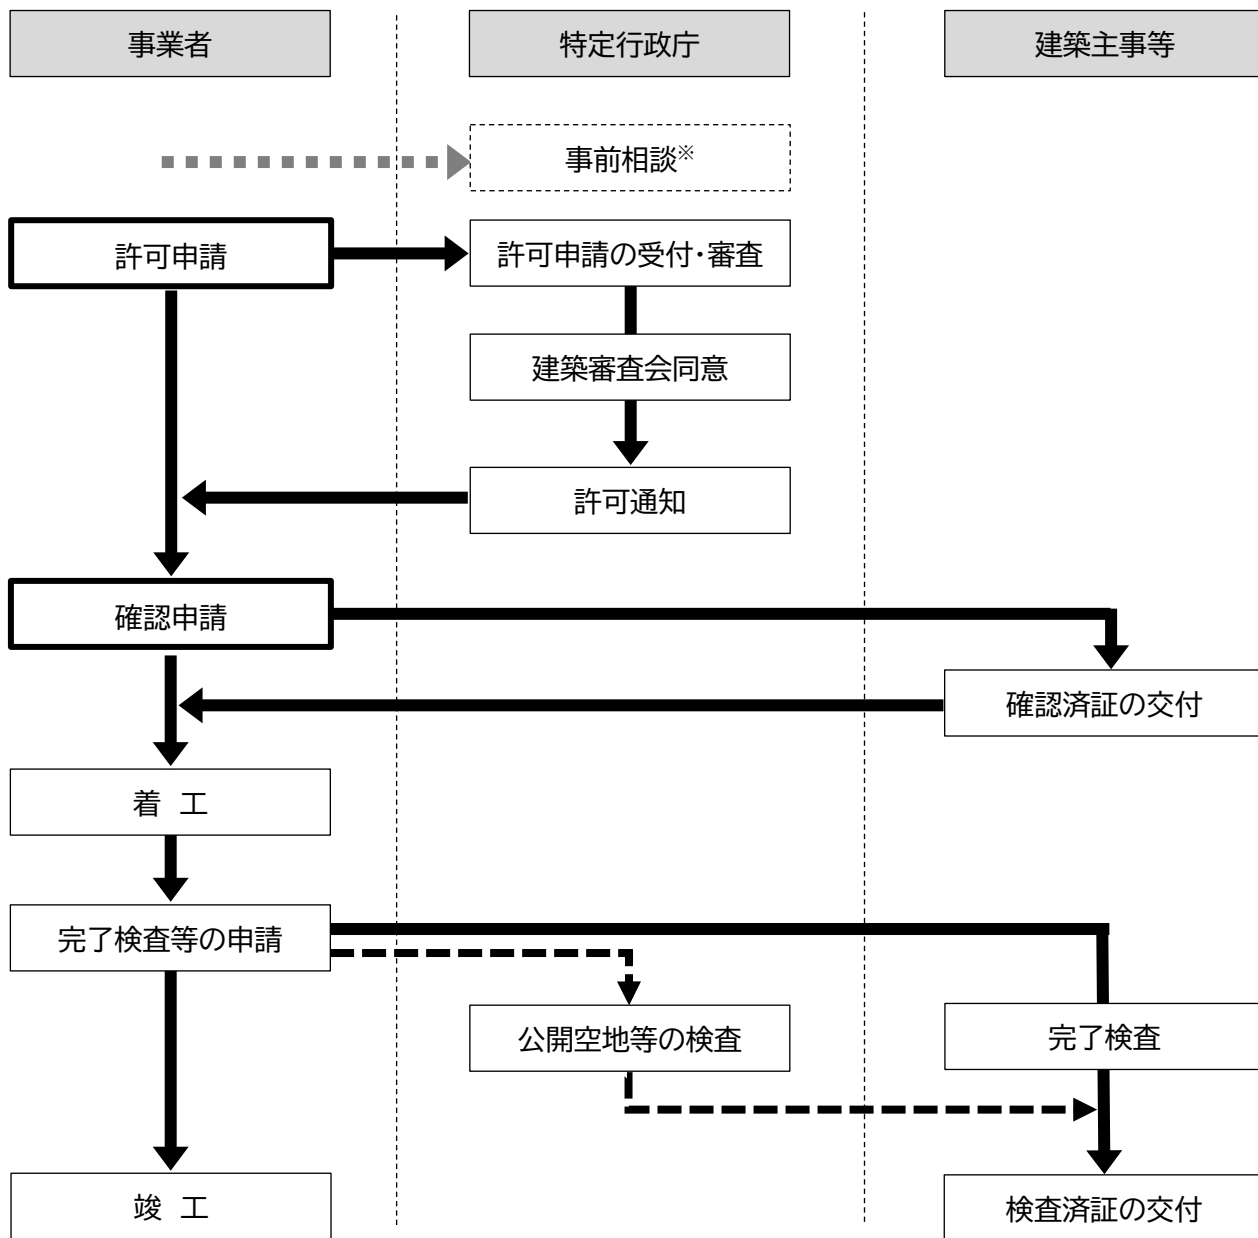 事業者
特定行政庁
建築主事等
事前相談※
許可申請
許可申請の受付・審査
建築審査会同意
許可通知
確認申請
確認済証の交付
着 工
完了検査等の申請
公開空地等の検査
完了検査
竣 工
検査済証の交付